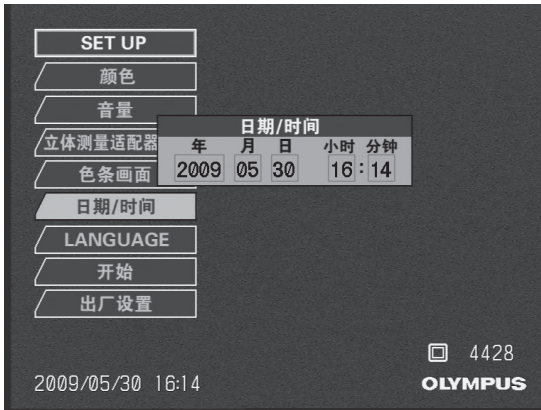 SET UP
颜色
音量
立体测量适配器
色条画面
日期/时间
LANGUAGE
开始
出厂设置
日期/时间
年 月 日 小时 分钟
2009 05 30 16:14
4428
2009/05/30 16:14
OLYMPUS